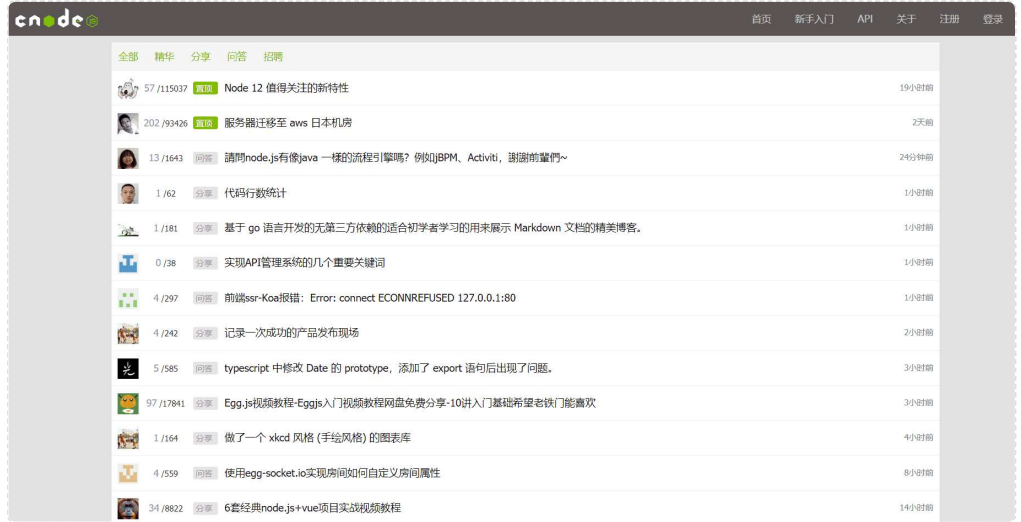 cnode 首页 新手入门 API 关于 注册 登录
全部 精华 分享 问答 招聘
57 /115037 置顶 Node 12 值得关注的新特性 19小时前
202 /93426 置顶 服务器迁移至 aws 日本机房 2天前
13 /1643 问答 請問node.js有像java 一樣的流程引擎嗎？例如jBPM、Activiti，謝謝前輩們~ 24分钟前
1 /62 分享 代码行数统计 1小时前
1 /181 分享 基于 go 语言开发的无第三方依赖的适合初学者学习的用来展示 Markdown 文档的精美博客。 1小时前
0 /38 分享 实现API管理系统的几个重要关键词 1小时前
4 /297 问答 前端ssr-Koa报错：Error: connect ECONNREFUSED 127.0.0.1:80 1小时前
4 /242 分享 记录一次成功的产品发布现场 2小时前
5 /585 问答 typescript 中修改 Date 的 prototype，添加了 export 语句后出现了问题。 3小时前
97 /17841 分享 Egg.js视频教程-Eggjs入门视频教程网盘免费分享-10讲入门基础希望老铁门能喜欢 3小时前
1 /164 分享 做了一个 xkcd 风格 (手绘风格) 的图表库 4小时前
4 /559 问答 使用egg-socket.io实现房间如何自定义房间属性 8小时前
34 /8822 分享 6套经典node.js+vue项目实战视频教程 14小时前